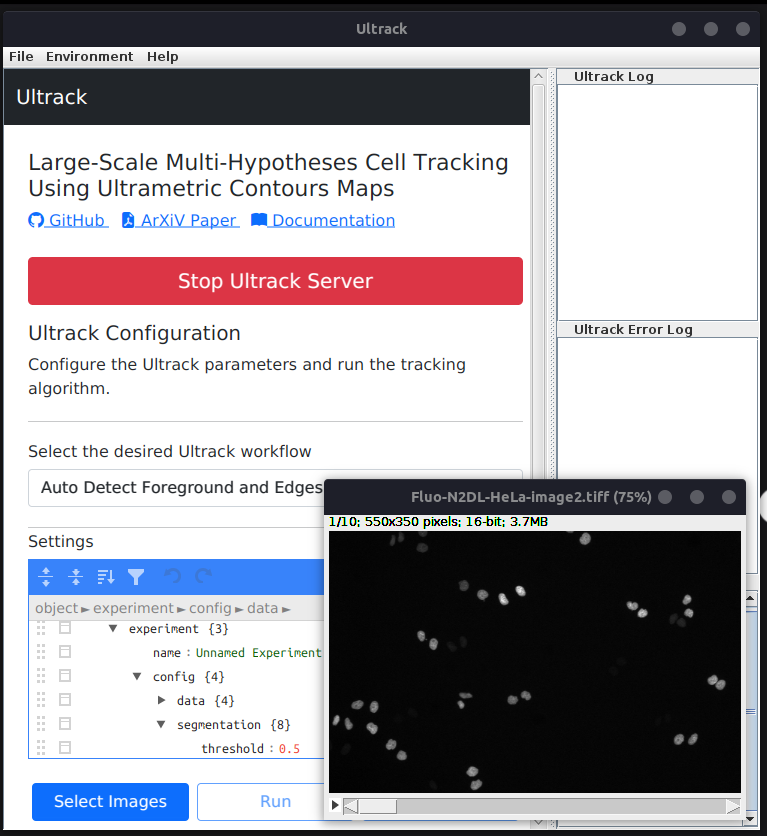 Ultrack
File Environment Help
Ultrack
Large-Scale Multi-Hypotheses Cell Tracking
Using Ultrametric Contours Maps
GitHub ArXiV Paper Documentation
Stop Ultrack Server
Ultrack Configuration
Configure the Ultrack parameters and run the tracking
algorithm.
Select the desired Ultrack workflow
Auto Detect Foreground and Edges
Settings
object ► experiment ► config ► data ►
▼ experiment {3}
name : Unnamed Experiment
▼ config {4}
► data {4}
▼ segmentation {8}
threshold : 0.5
Select Images
Run
Ultrack Log
Ultrack Error Log
Fluo-N2DL-HeLa-image2.tiff (75%)
1/10; 550x350 pixels; 16-bit; 3.7MB